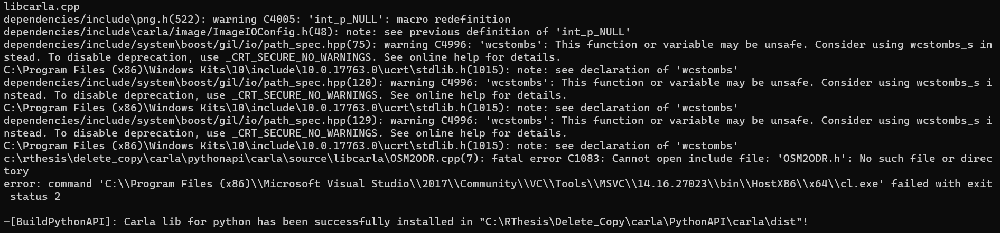 libcarla.cpp
dependencies/include\png.h(522): warning C4005: 'int_p_NULL': macro redefinition
dependencies/include\carla/image/ImageIOConfig.h(48): note: see previous definition of 'int_p_NULL'
dependencies/include/system\boost/gil/io/path_spec.hpp(75): warning C4996: 'wcstombs': This function or variable may be unsafe. Consider using wcstombs_s in
stead. To disable deprecation, use _CRT_SECURE_NO_WARNINGS. See online help for details.
C:\Program Files (x86)\Windows Kits\10\include\10.0.17763.0\ucrt\stdlib.h(1015): note: see declaration of 'wcstombs'
dependencies/include/system\boost/gil/io/path_spec.hpp(120): warning C4996: 'wcstombs': This function or variable may be unsafe. Consider using wcstombs_s i
nstead. To disable deprecation, use _CRT_SECURE_NO_WARNINGS. See online help for details.
C:\Program Files (x86)\Windows Kits\10\include\10.0.17763.0\ucrt\stdlib.h(1015): note: see declaration of 'wcstombs'
dependencies/include/system\boost/gil/io/path_spec.hpp(129): warning C4996: 'wcstombs': This function or variable may be unsafe. Consider using wcstombs_s i
nstead. To disable deprecation, use _CRT_SECURE_NO_WARNINGS. See online help for details.
C:\Program Files (x86)\Windows Kits\10\include\10.0.17763.0\ucrt\stdlib.h(1015): note: see declaration of 'wcstombs'
c:\rthesis\delete_copy\carla\pythonapi\carla\source\libcarla\OSM2ODR.cpp(7): fatal error C1083: Cannot open include file: 'OSM2ODR.h': No such file or direc
tory
error: command 'C:\\Program Files (x86)\\Microsoft Visual Studio\\2017\\Community\\VC\\Tools\\MSVC\\14.16.27023\\bin\\HostX86\\x64\\cl.exe' failed with exit
 status 2
-[BuildPythonAPI]: Carla lib for python has been successfully installed in "C:\RThesis\Delete_Copy\carla\PythonAPI\carla\dist"!